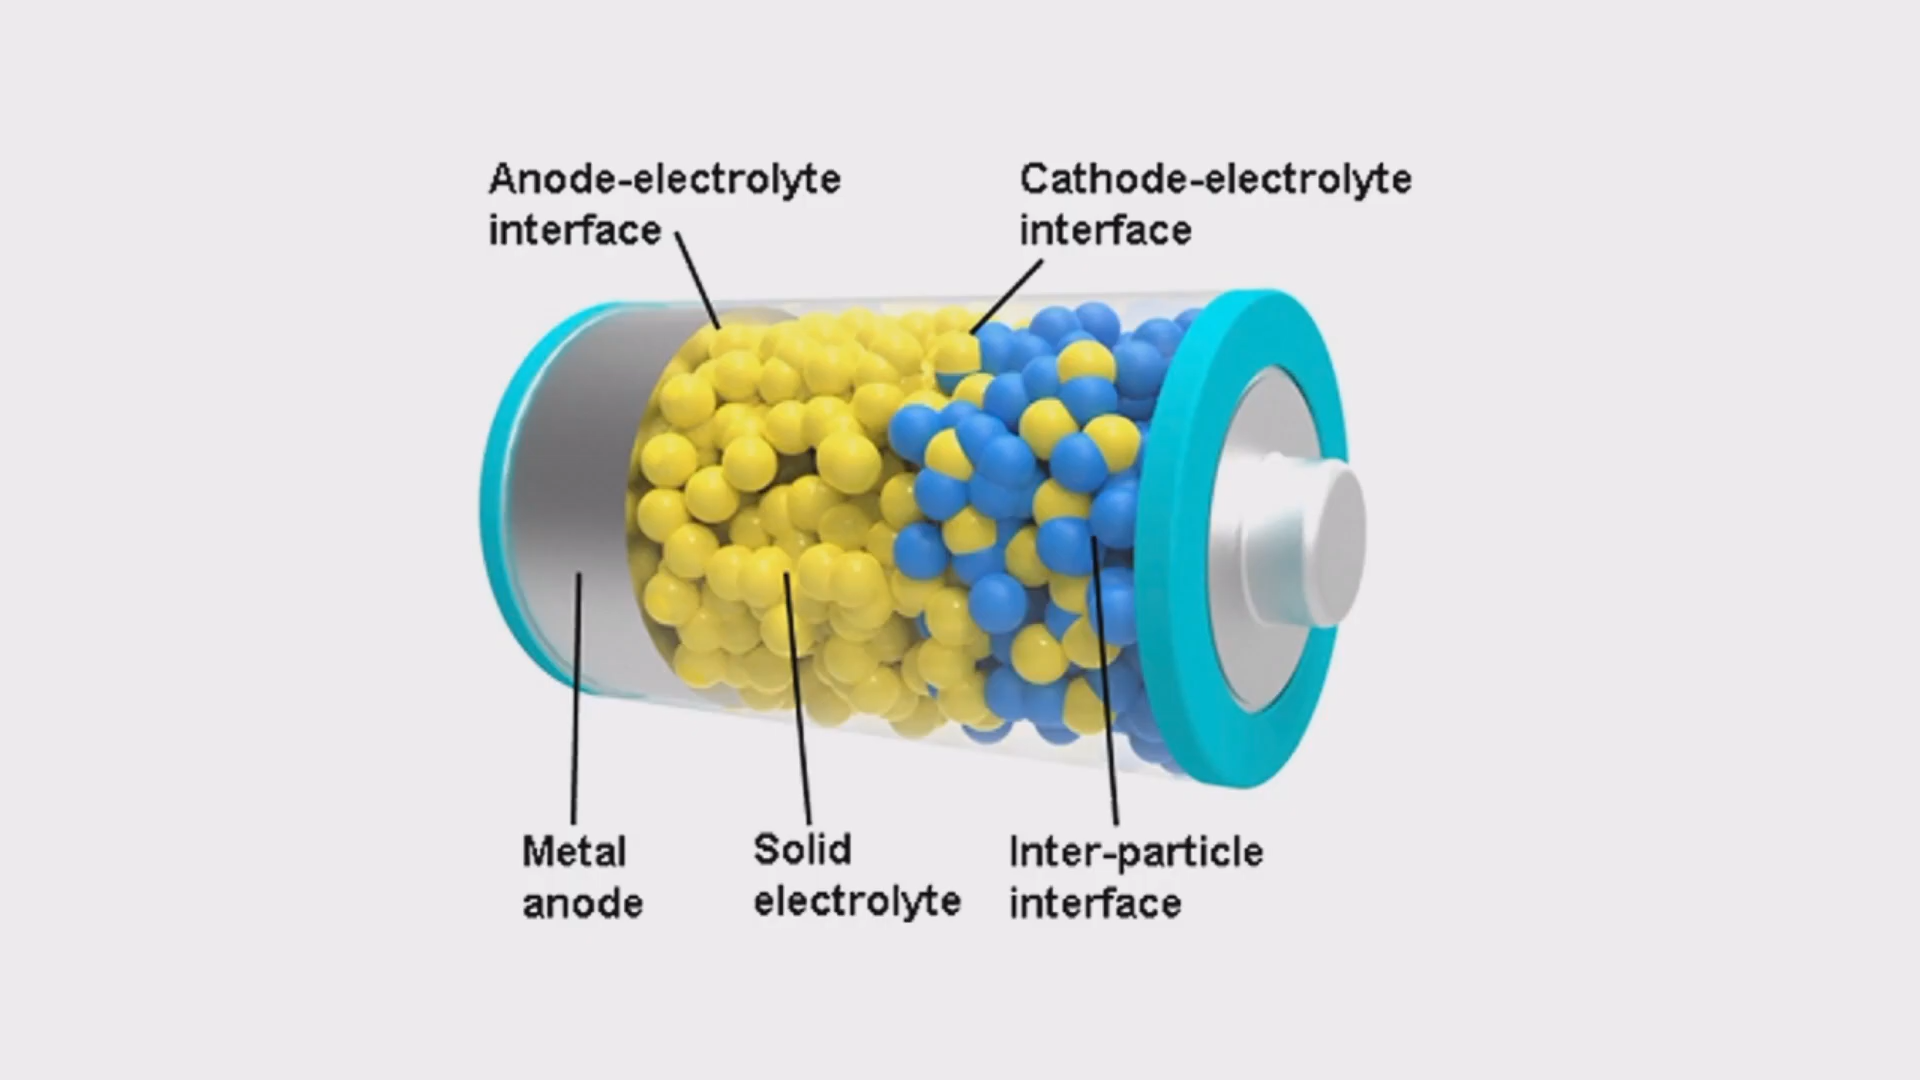 Anode-electrolyte
interface
Cathode-electrolyte
interface
Metal
anode
Solid
electrolyte
Inter-particle
interface